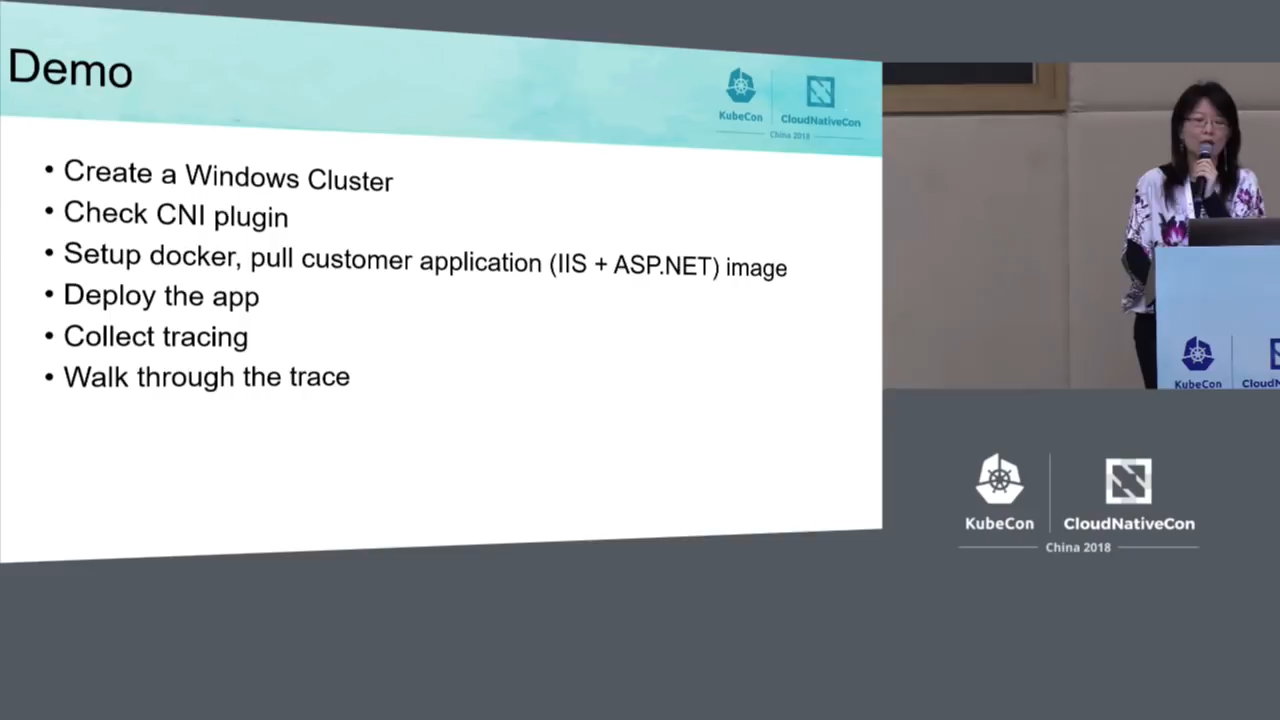 Demo
KubeCon
CloudNativeCon
China 2018
• Create a Windows Cluster
• Check CNI plugin
• Setup docker, pull customer application (IIS + ASP.NET) image
• Deploy the app
• Collect tracing
• Walk through the trace
KubeCon
CloudN
KubeCon
CloudNativeCon
China 2018